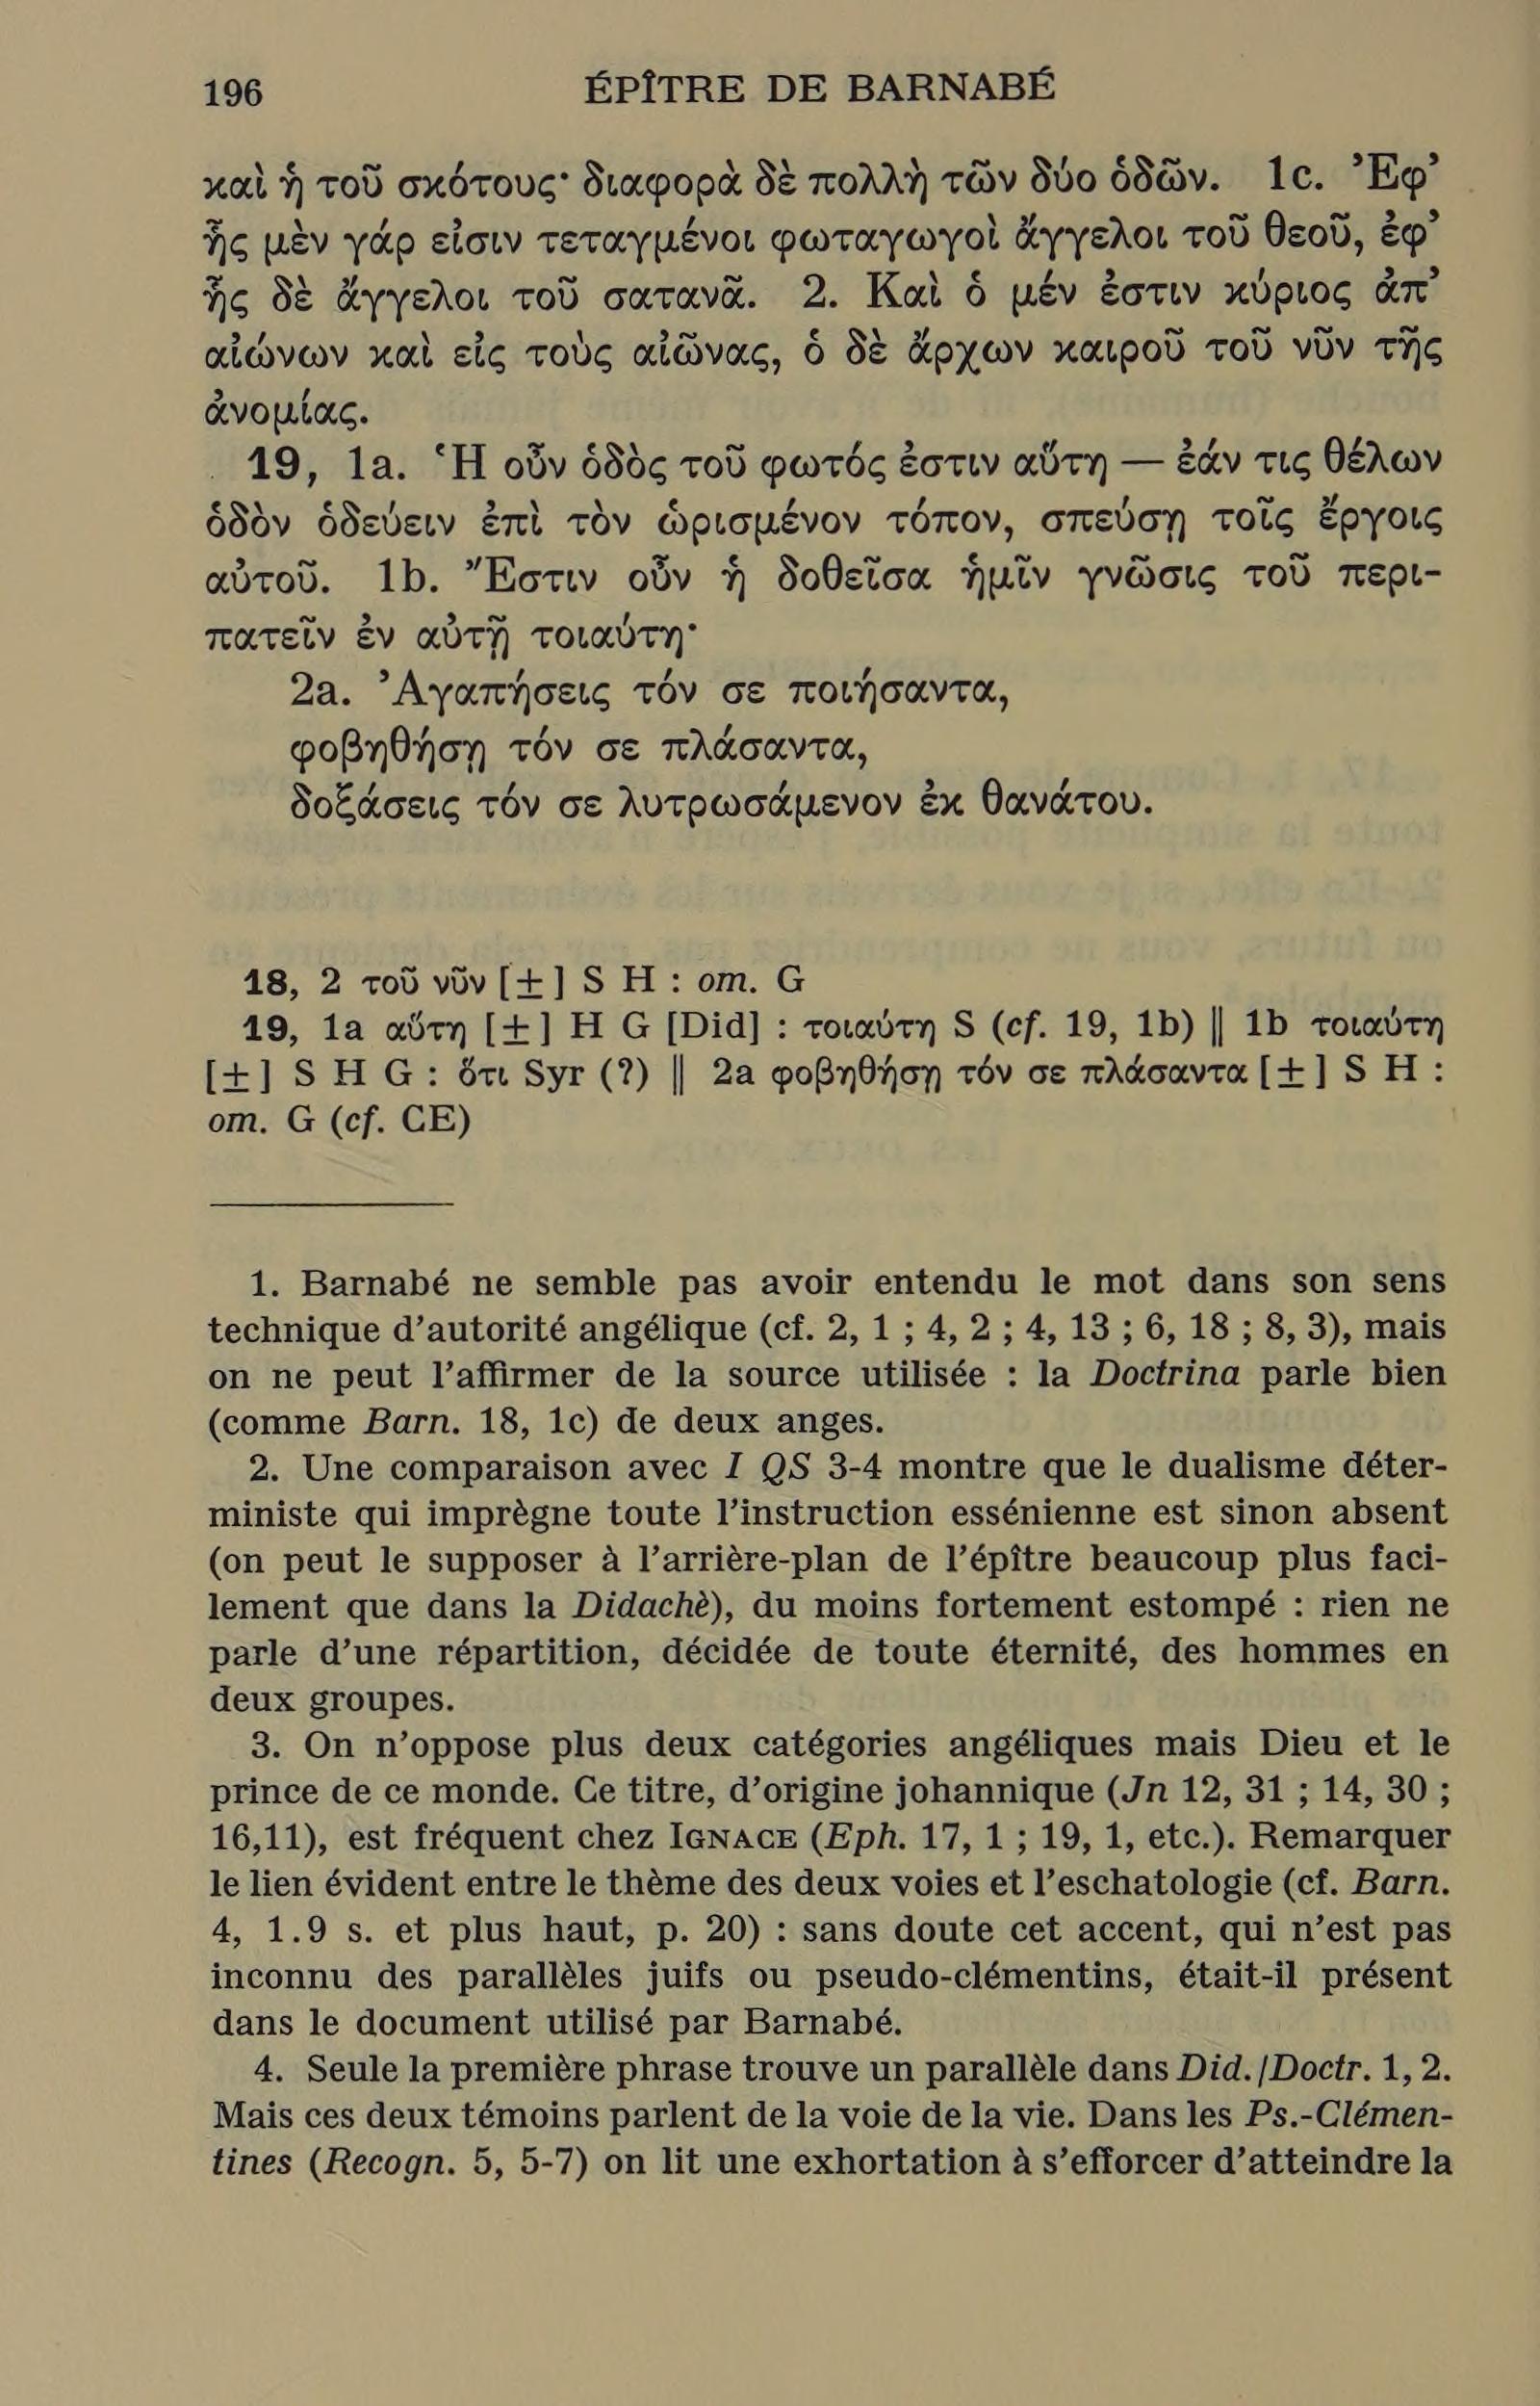 196
ÉPÎTRE DE BARNABÉ
καὶ ἡ τοῦ σκότους· διαφορὰ δὲ πολλὴ τῶν δύο ὁδῶν. 1c. Ἐφ’
ἧς μὲν γάρ εἰσιν τεταγμένοι φωταγωγοὶ ἄγγελοι τοῦ θεοῦ, ἐφ’
ἧς δὲ ἄγγελοι τοῦ σατανᾶ. 2. Καὶ ὁ μέν ἐστιν κύριος ἀπ’
αἰώνων καὶ εἰς τοὺς αἰῶνας, ὁ δὲ ἄρχων καιροῦ τοῦ νῦν τῆς
ἀνομίας.
19, 1a. Ἡ οὖν ὁδὸς τοῦ φωτός ἐστιν αὕτη — ἐάν τις θέλων
ὁδὸν ὁδεύειν ἐπὶ τὸν ὡρισμένον τόπον, σπεύσῃ τοῖς ἔργοις
αὐτοῦ. 1b. Ἔστιν οὖν ἡ δοθεῖσα ἡμῖν γνῶσις τοῦ περι-
πατεῖν ἐν αὐτῇ τοιαύτη·
2a. Ἀγαπήσεις τόν σε ποιήσαντα,
φοβηθήσῃ τόν σε πλάσαντα,
δοξάσεις τόν σε λυτρωσάμενον ἐκ θανάτου.
18, 2 τοῦ νῦν [±] S H : om. G
19, 1a αὕτη [±] H G [Did] : τοιαύτη S (cf. 19, 1b) || 1b τοιαύτη
[±] S H G : ὅτι Syr (?) || 2a φοβηθήσῃ τόν σε πλάσαντα [±] S H :
om. G (cf. CE)
1. Barnabé ne semble pas avoir entendu le mot dans son sens
technique d’autorité angélique (cf. 2, 1 ; 4, 2 ; 4, 13 ; 6, 18 ; 8, 3), mais
on ne peut l’affirmer de la source utilisée : la Doctrina parle bien
(comme Barn. 18, 1c) de deux anges.
2. Une comparaison avec I QS 3-4 montre que le dualisme déter-
ministe qui imprègne toute l’instruction essénienne est sinon absent
(on peut le supposer à l’arrière-plan de l’épître beaucoup plus faci-
lement que dans la Didachè), du moins fortement estompé : rien ne
parle d’une répartition, décidée de toute éternité, des hommes en
deux groupes.
3. On n’oppose plus deux catégories angéliques mais Dieu et le
prince de ce monde. Ce titre, d’origine johannique (Jn 12, 31 ; 14, 30 ;
16,11), est fréquent chez IGNACE (Eph. 17, 1 ; 19, 1, etc.). Remarquer
le lien évident entre le thème des deux voies et l’eschatologie (cf. Barn.
4, 1.9 s. et plus haut, p. 20) : sans doute cet accent, qui n’est pas
inconnu des parallèles juifs ou pseudo-clémentins, était-il présent
dans le document utilisé par Barnabé.
4. Seule la première phrase trouve un parallèle dans Did./Doctr. 1, 2.
Mais ces deux témoins parlent de la voie de la vie. Dans les Ps.-Clémen-
tines (Recogn. 5, 5-7) on lit une exhortation à s’efforcer d’atteindre la